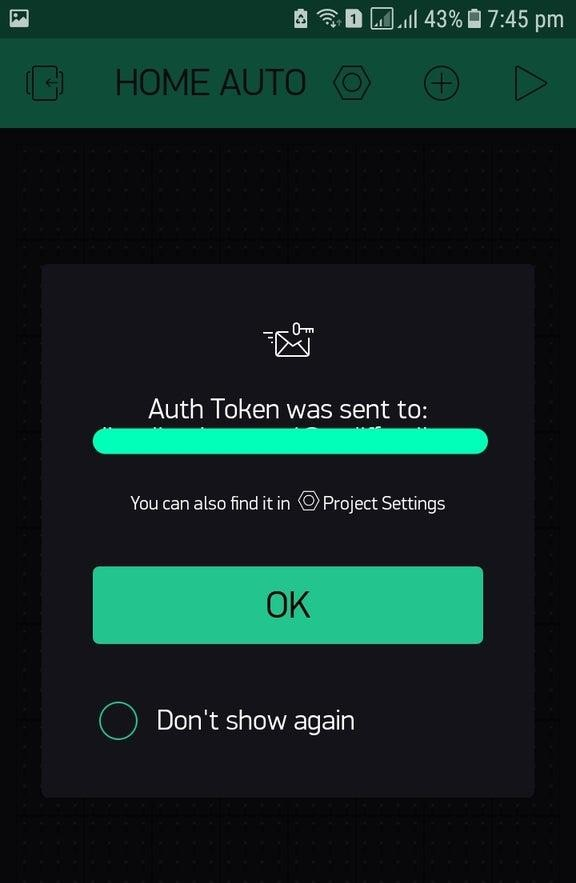 1 43% 7:45 pm
HOME AUTO
Auth Token was sent to:
You can also find it in Project Settings
OK
Don't show again